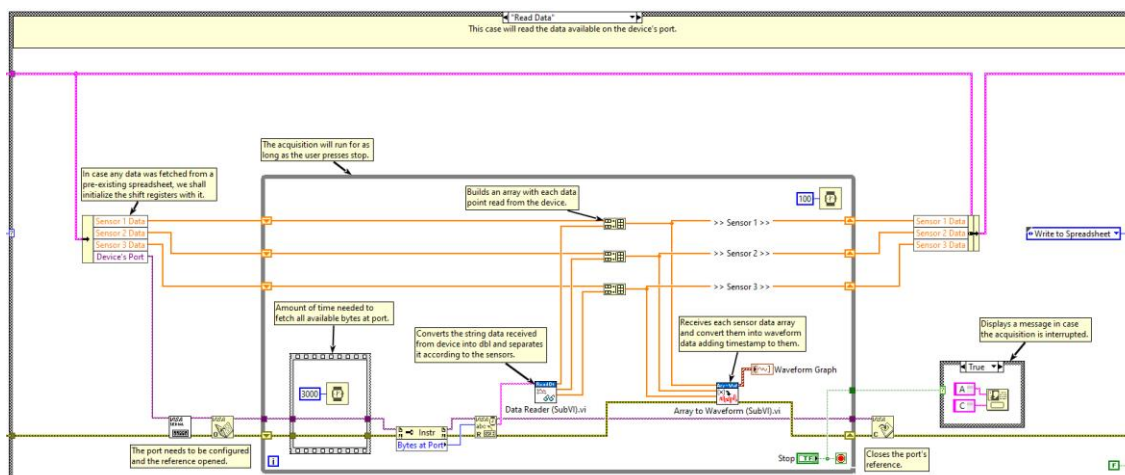 "Read Data"
This case will read the data available on the device's port.
The acquisition will run for as
long as the user presses stop.
In case any data was fetched from a
pre-existing spreadsheet, we shall
initialize the shift registers with it.
Builds an array with each data
point read from the device.
100
Sensor 1 Data
Sensor 2 Data
Sensor 3 Data
Device's Port
>> Sensor 1 >>
>> Sensor 2 >>
>> Sensor 3 >>
Sensor 1 Data
Sensor 2 Data
Sensor 3 Data
Write to Spreadsheet
Amount of time needed to
fetch all available bytes at port.
3000
Converts the string data received
from device into dbl and separates
it according to the sensors.
Receives each sensor data array
and convert them into waveform
data adding timestamp to them.
Displays a message in case
the acquisition is interrupted.
True
A
C
Waveform Graph
Data Reader (SubVI).vi
Array to Waveform (SubVI).vi
Instr
Bytes at Port
abc
R
C
The port needs to be configured
and the reference opened.
i
Stop
TF
Closes the port's
reference.
F